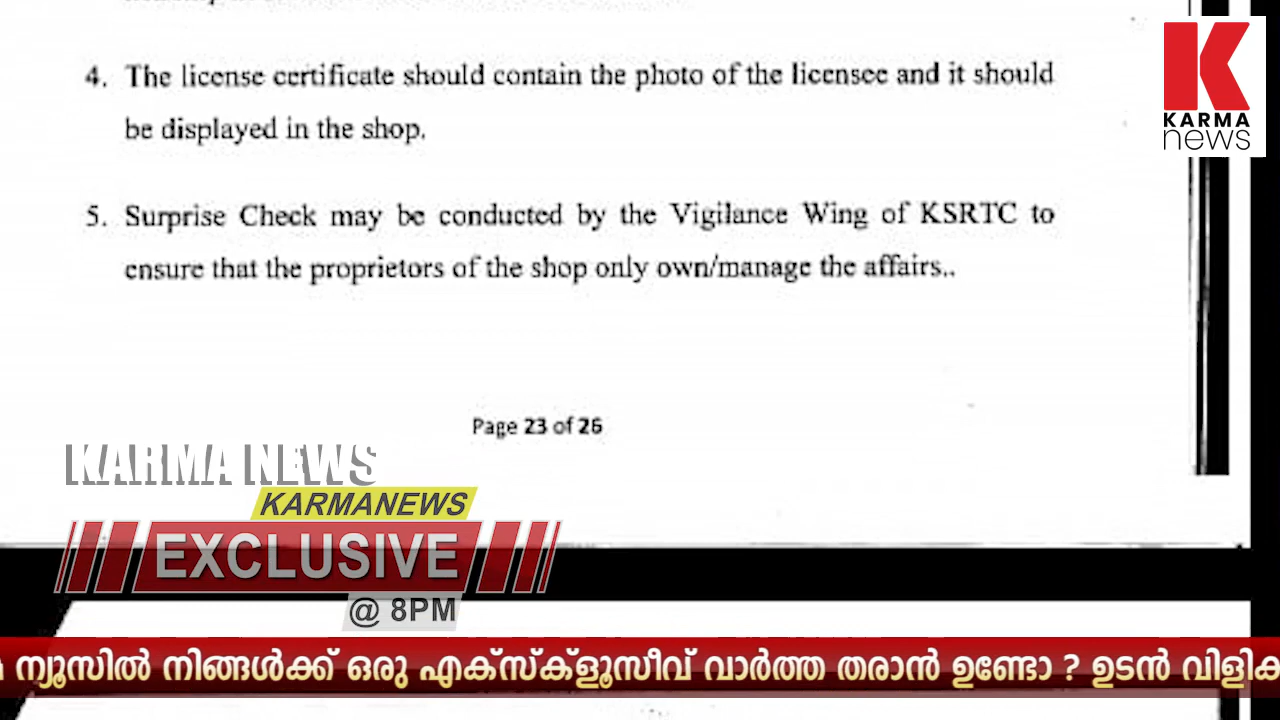 4. The license certificate should contain the photo of the licensee and it should
be displayed in the shop.
5. Surprise Check may be conducted by the Vigilance Wing of KSRTC to
ensure that the proprietors of the shop only own/manage the affairs..
Page 23 of 26
KARMA
news
KARMA NEWS
KARMANEWS
EXCLUSIVE
@ 8PM
ന്യൂസിൽ നിങ്ങൾക്ക് ഒരു എക്സ്ക്ളൂസീവ് വാർത്ത തരാൻ ഉണ്ടോ ? ഉടൻ